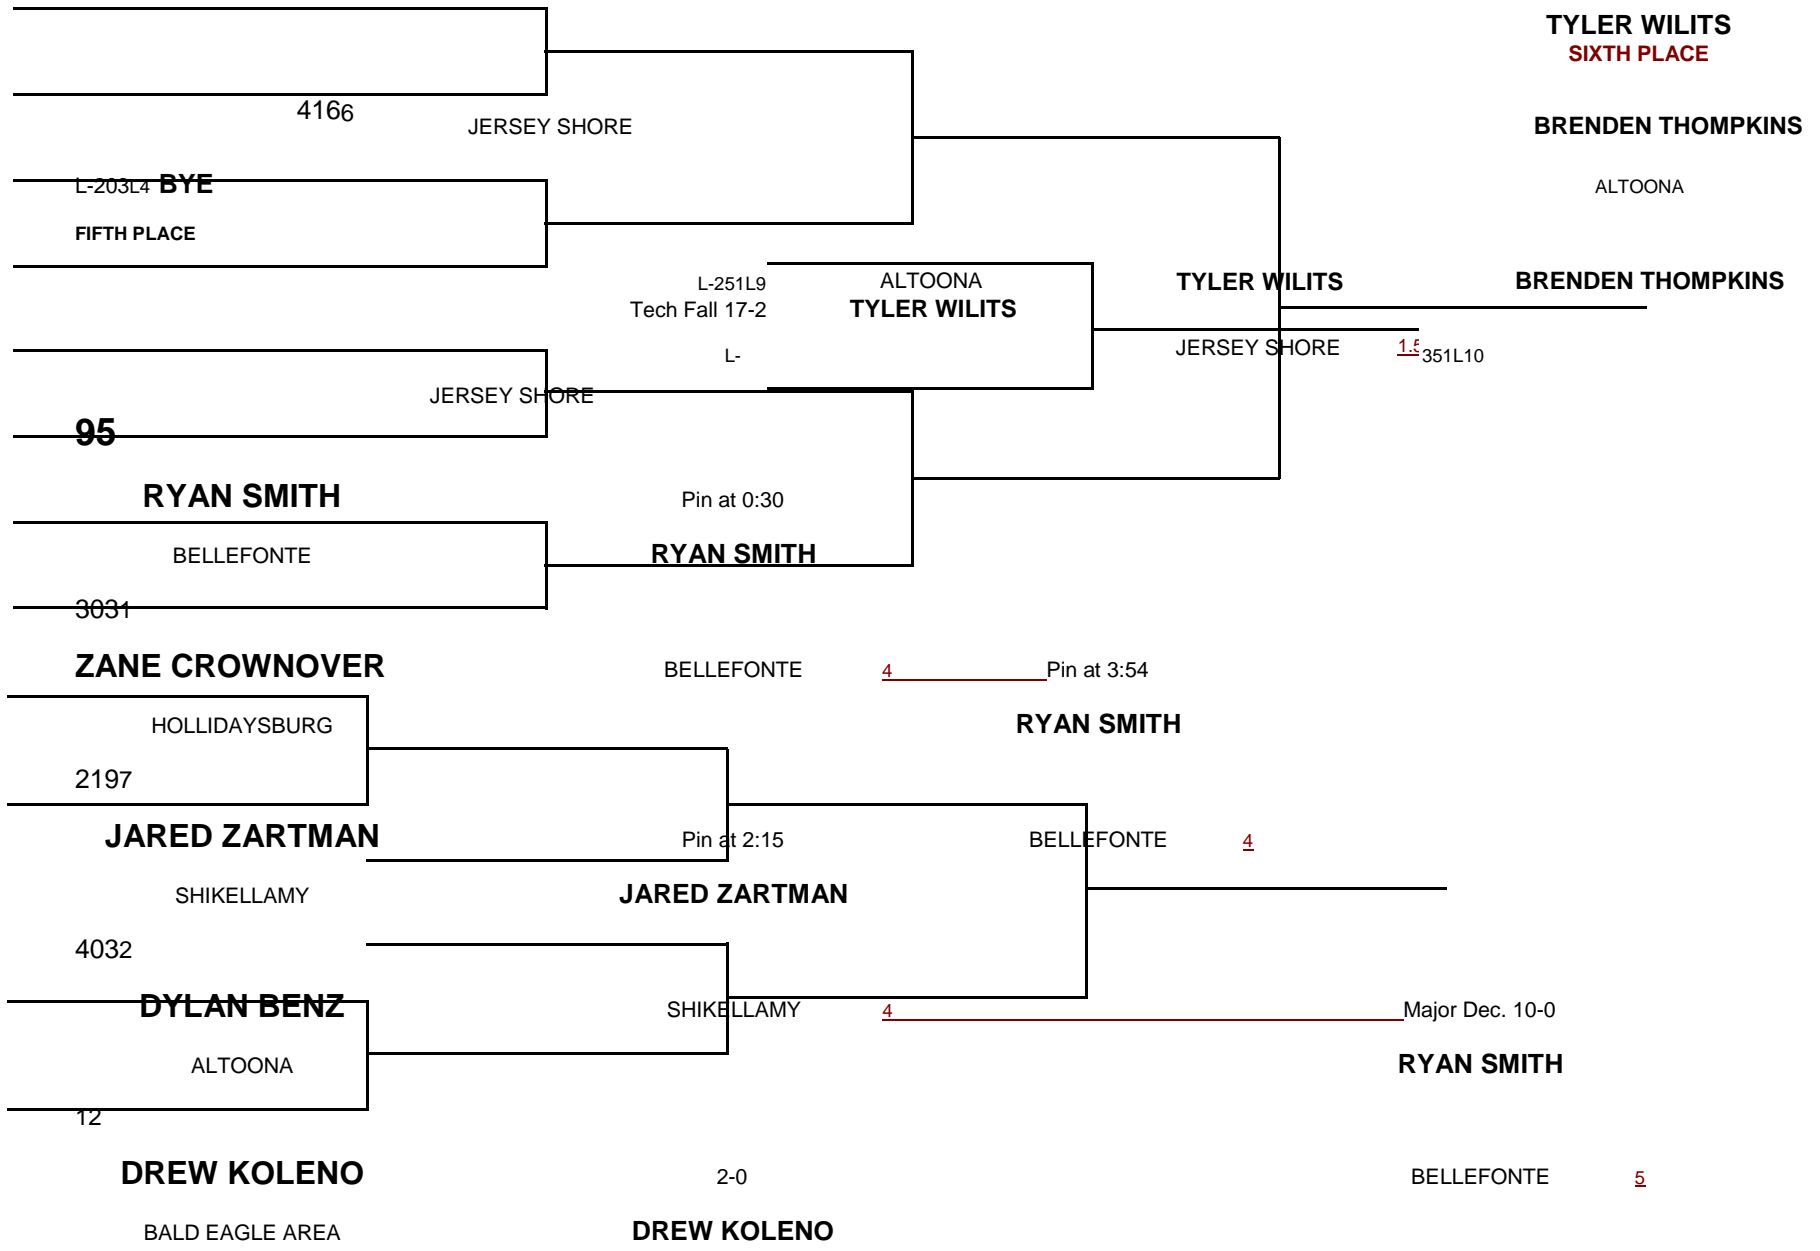 TYLER WILITS
SIXTH PLACE
4166
JERSEY SHORE
BRENDEN THOMPKINS
L-203L4 BYE
ALTOONA
FIFTH PLACE
L-251L9
ALTOONA
TYLER WILITS
BRENDEN THOMPKINS
Tech Fall 17-2
TYLER WILITS
L-
JERSEY SHORE
1.5
351L10
JERSEY SHORE
95
RYAN SMITH
Pin at 0:30
BELLEFONTE
RYAN SMITH
3031
ZANE CROWNOVER
BELLEFONTE
4
Pin at 3:54
HOLLIDAYSBURG
RYAN SMITH
2197
JARED ZARTMAN
Pin at 2:15
BELLEFONTE
4
SHIKELLAMY
JARED ZARTMAN
4032
DYLAN BENZ
SHIKELLAMY
4
Major Dec. 10-0
ALTOONA
RYAN SMITH
12
DREW KOLENO
2-0
BELLEFONTE
5
BALD EAGLE AREA
DREW KOLENO